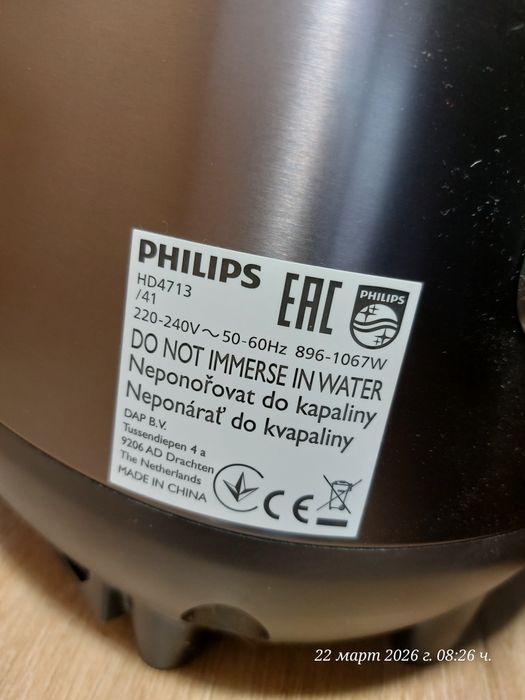 PHILIPS
HD4713
/41
EAC
PHILIPS
220-240V~50-60Hz 896-1067W
DO NOT IMMERSE IN WATER
Neponořovat do kapaliny
Neponárať do kvapaliny
DAP B.V.
Tussendiepen 4 a
9206 AD Drachten
The Netherlands
MADE IN CHINA
CE
22 март 2026 г. 08:26 ч.